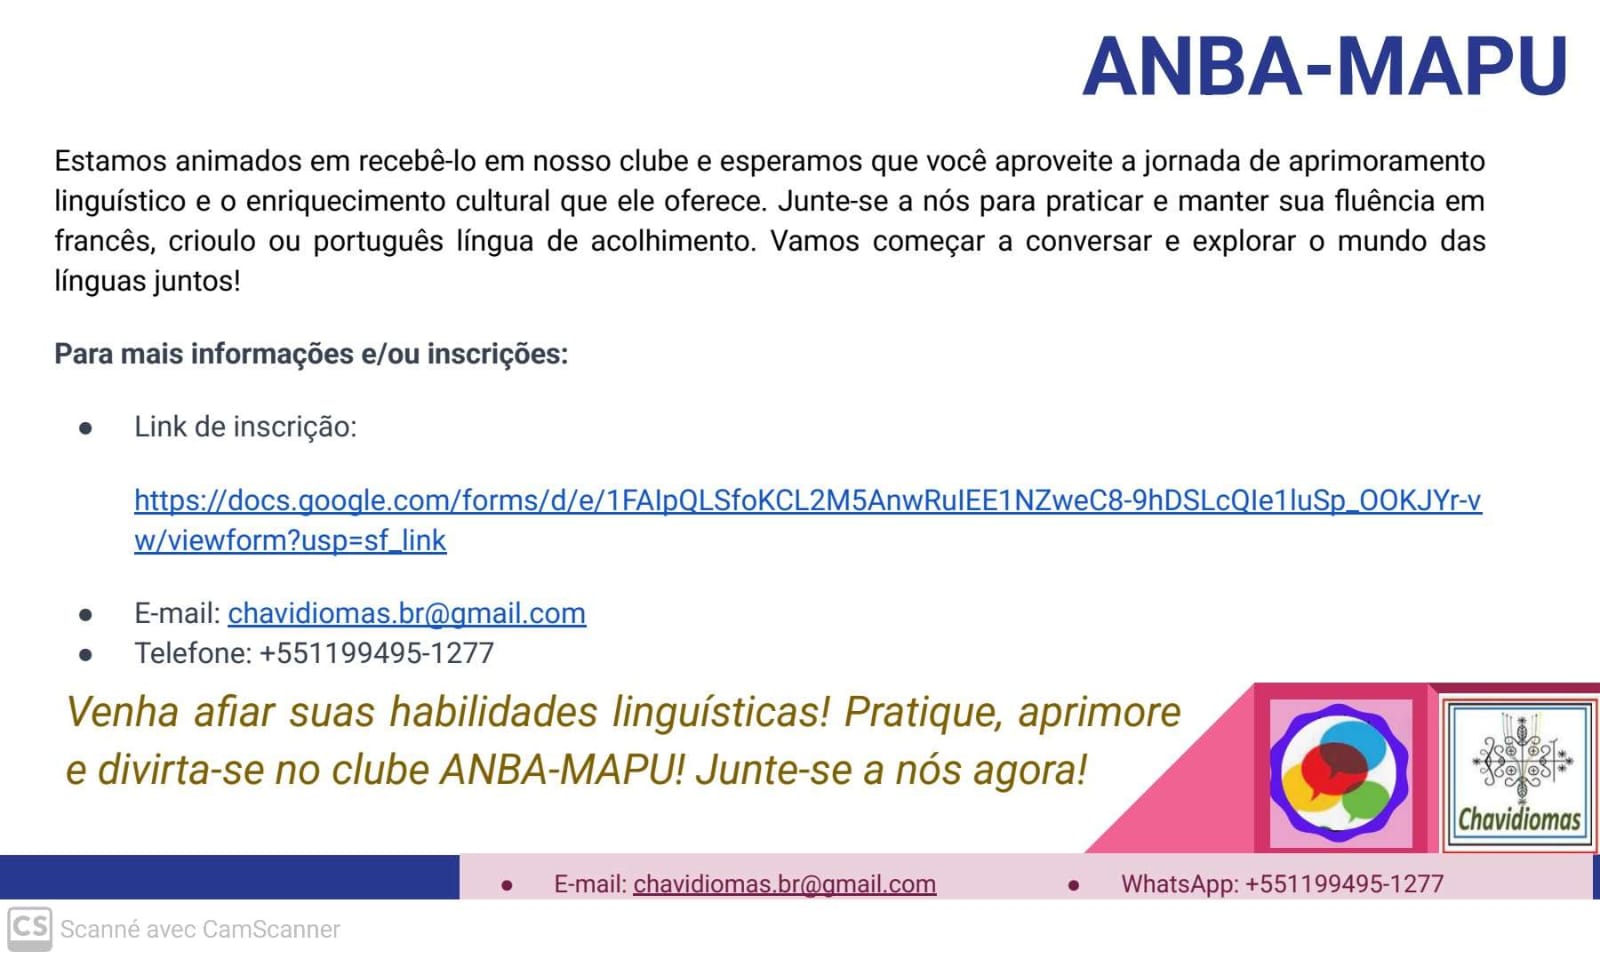 ANBA-MAPU
Estamos animados em recebê-lo em nosso clube e esperamos que você aproveite a jornada de aprimoramento
linguístico e o enriquecimento cultural que ele oferece. Junte-se a nós para praticar e manter sua fluência em
francês, crioulo ou português língua de acolhimento. Vamos começar a conversar e explorar o mundo das
línguas juntos!
Para mais informações e/ou inscrições:
● Link de inscrição:
https://docs.google.com/forms/d/e/1FAIpQLSfoKCL2M5AnwRuIEE1NZweC8-9hDSLcQIe1luSp_OOKJYr-v
w/viewform?usp=sf_link
● E-mail: chavidiomas.br@gmail.com
● Telefone: +551199495-1277
Venha afiar suas habilidades linguísticas! Pratique, aprimore
e divirta-se no clube ANBA-MAPU! Junte-se a nós agora!
Chavidiomas
● E-mail: chavidiomas.br@gmail.com ● WhatsApp: +551199495-1277
CS Scanné avec CamScanner